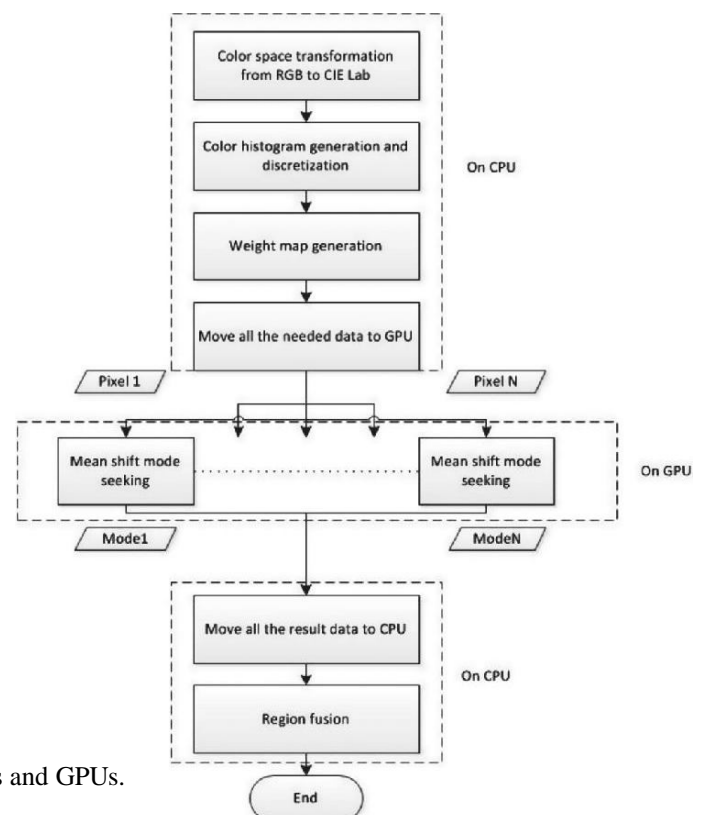 Color space transformation
from RGB to CIE Lab
Color histogram generation and
discretization
On CPU
Weight map generation
Move all the needed data to GPU
Pixel 1
Pixel N
Mean shift mode
seeking
Mean shift mode
seeking
On GPU
Mode1
ModeN
Move all the result data to CPU
On CPU
Region fusion
s and GPUs.
End